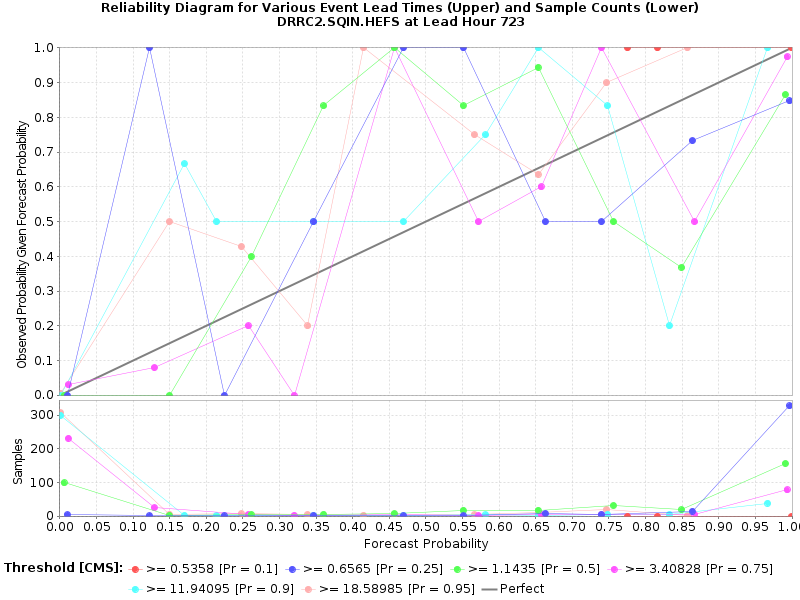 Reliability Diagram for Various Event Lead Times (Upper) and Sample Counts (Lower)
DRRC2.SQIN.HEFS at Lead Hour 723
Observed Probability Given Forecast Probability
1.0
0.9
0.8
0.7
0.6
0.5
0.4
0.3
0.2
0.1
0.0
Samples
300
200
100
0
0.00 0.05 0.10 0.15 0.20 0.25 0.30 0.35 0.40 0.45 0.50 0.55 0.60 0.65 0.70 0.75 0.80 0.85 0.90 0.95 1.0
Forecast Probability
Threshold [CMS]: >= 0.5358 [Pr = 0.1] >= 0.6565 [Pr = 0.25] >= 1.1435 [Pr = 0.5] >= 3.40828 [Pr = 0.75]
>= 11.94095 [Pr = 0.9] >= 18.58985 [Pr = 0.95] Perfect